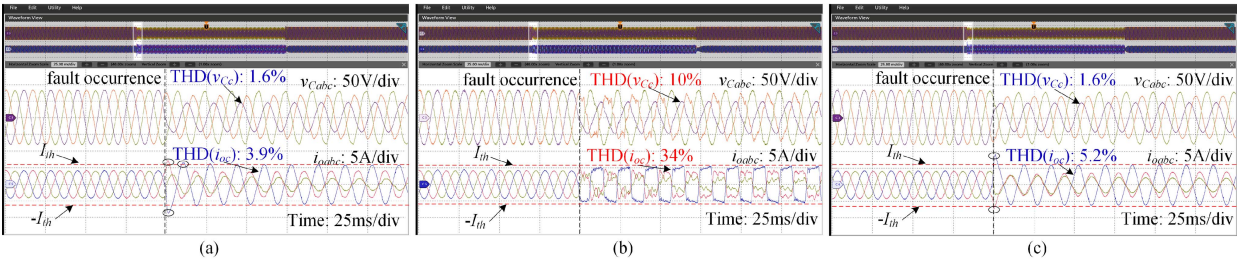 File Edit Utility Help
Waveform View
fault occurrence THD(vCc): 1.6% vCabc: 50V/div
Ith THD(ioc): 3.9% ioabc: 5A/div
-Ith Time: 25ms/div
(a)
File Edit Utility Help
Waveform View
fault occurrence THD(vCc): 10% vCabc: 50V/div
Ith THD(ioc): 34% ioabc: 5A/div
-Ith Time: 25ms/div
(b)
File Edit Utility Help
Waveform View
fault occurrence THD(vCc): 1.6% vCabc: 50V/div
Ith THD(ioc): 5.2% ioabc: 5A/div
-Ith Time: 25ms/div
(c)